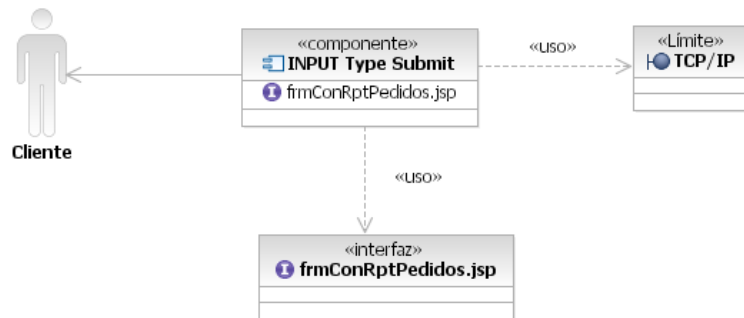 «componente»
INPUT Type Submit
frmConRptPedidos.jsp
«uso»
«Límite»
TCP/IP
Cliente
«uso»
«interfaz»
frmConRptPedidos.jsp